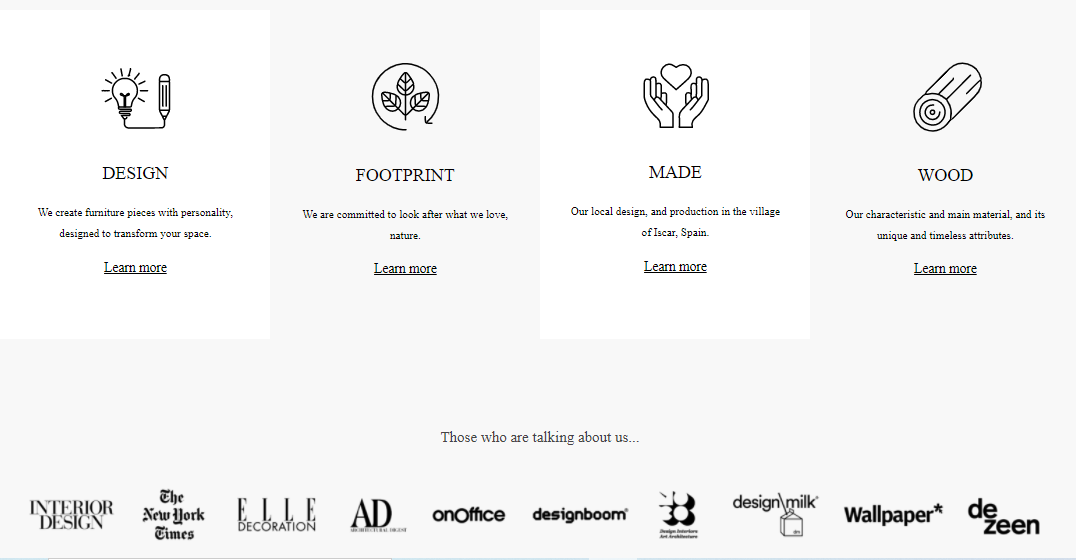 DESIGN
We create furniture pieces with personality,
designed to transform your space.
Learn more
FOOTPRINT
We are committed to look after what we love,
nature.
Learn more
MADE
Our local design, and production in the village
of Iscar, Spain.
Learn more
WOOD
Our characteristic and main material, and its
unique and timeless attributes.
Learn more
Those who are talking about us...
INTERIOR
DESIGN
The
New York
Times
ELLE
DECORATION
AD
ARCHITECTURAL DIGEST
onOffice
designboom®
Design Interiors
Art Architecture
design\milk®
dm
Wallpaper*
de
zeen